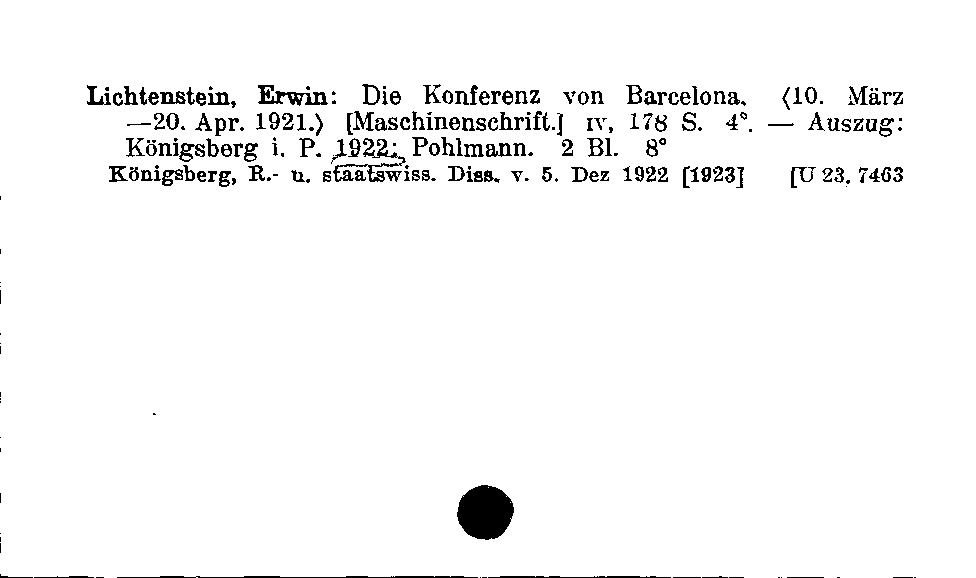 Lichtenstein, Erwin: Die Konferenz von Barcelona. ⟨10. März
—20. Apr. 1921.⟩ [Maschinenschrift.] IV, 178 S. 4°. — Auszug:
Königsberg i. P. 1922: Pohlmann. 2 Bl. 8°
Königsberg, R.- u. staatswiss. Diss. v. 5. Dez 1922 [1923] [U 23. 7463